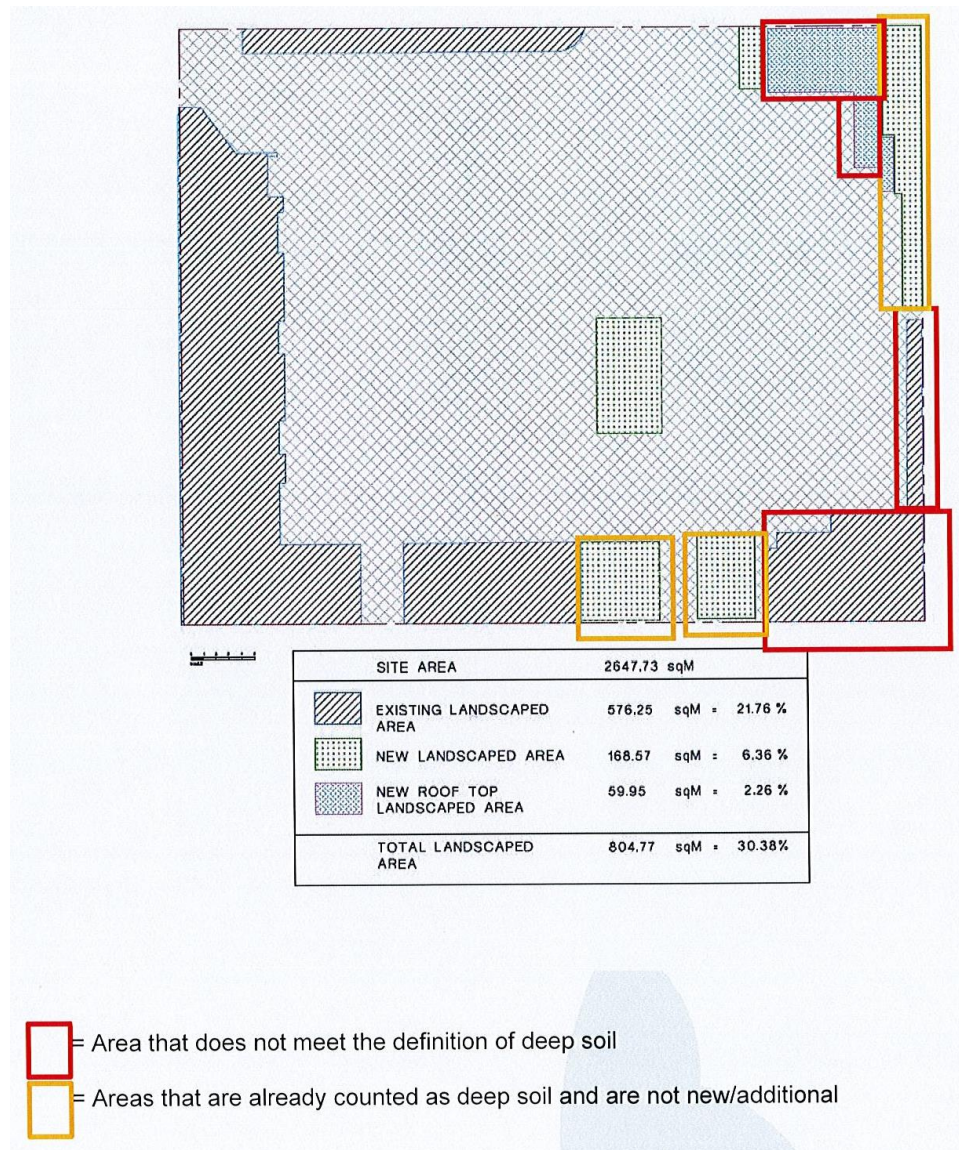 SITE AREA 2647.73 sqM
EXISTING LANDSCAPED 576.25 sqM = 21.76 %
AREA
NEW LANDSCAPED AREA 168.57 sqM = 6.36 %
NEW ROOF TOP 59.95 sqM = 2.26 %
LANDSCAPED AREA
TOTAL LANDSCAPED 804.77 sqM = 30.38%
AREA
= Area that does not meet the definition of deep soil
= Areas that are already counted as deep soil and are not new/additional